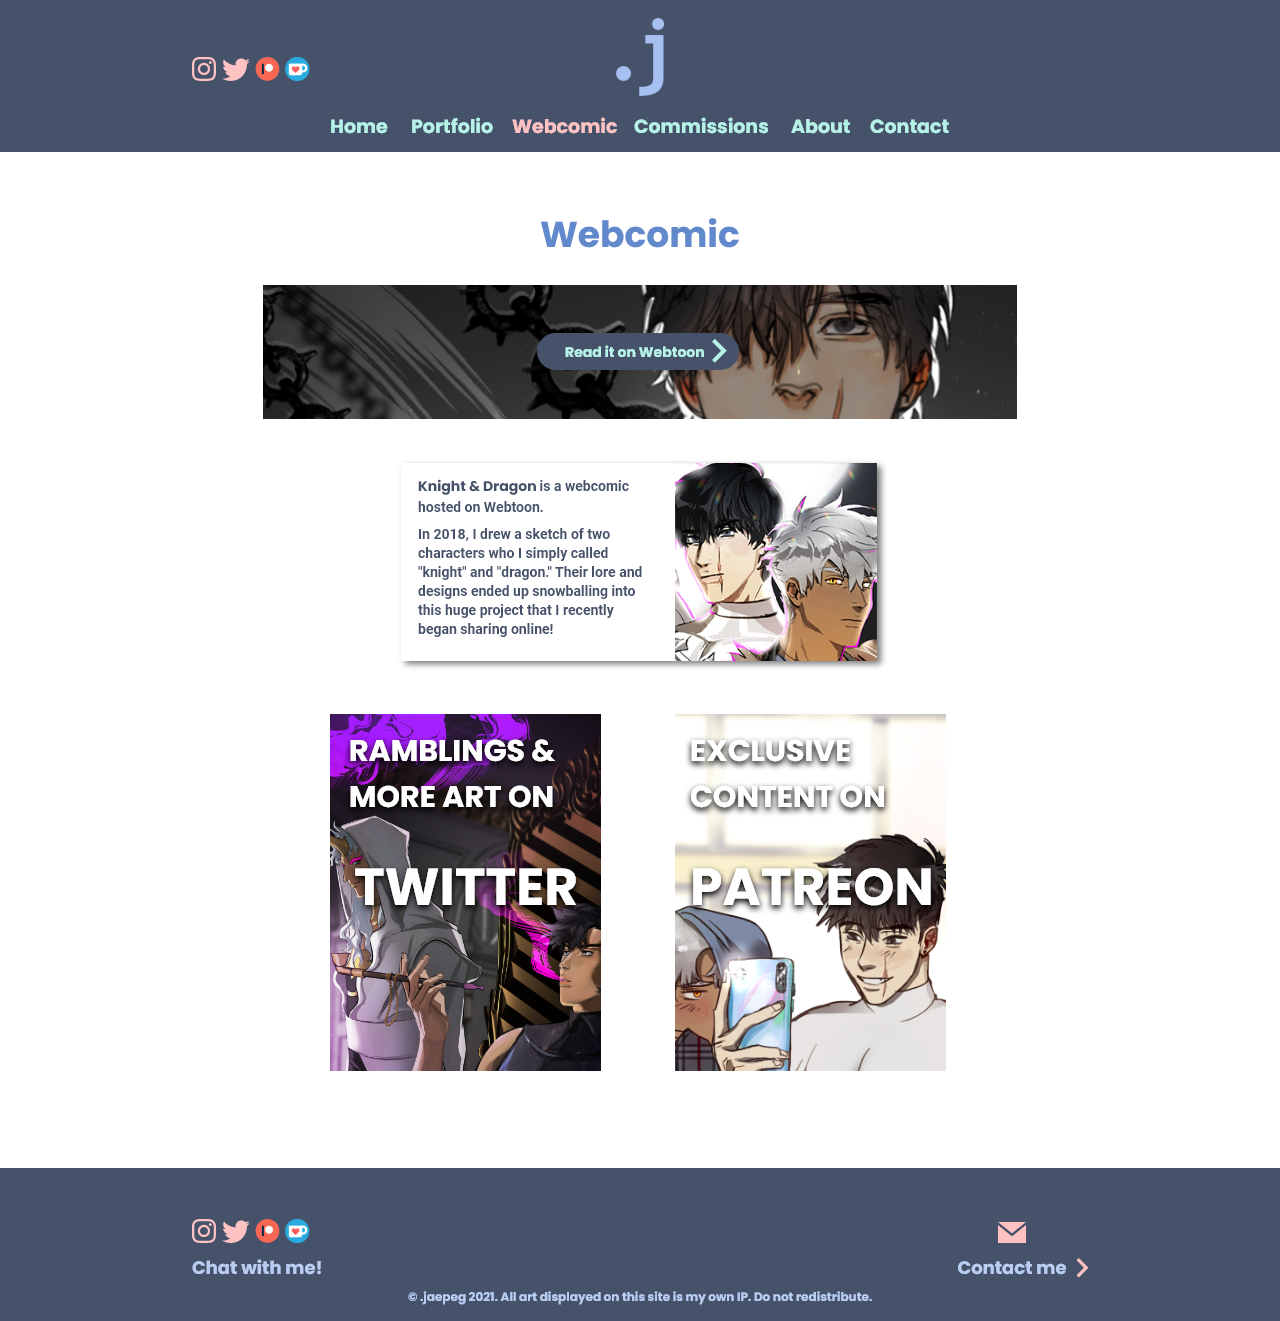 .j
Home Portfolio Webcomic Commissions About Contact
Webcomic
Read it on Webtoon
Knight & Dragon is a webcomic
hosted on Webtoon.
In 2018, I drew a sketch of two
characters who I simply called
"knight" and "dragon." Their lore and
designs ended up snowballing into
this huge project that I recently
began sharing online!
RAMBLINGS &
MORE ART ON
TWITTER
EXCLUSIVE
CONTENT ON
PATREON
Chat with me!
Contact me
© .jaepeg 2021. All art displayed on this site is my own IP. Do not redistribute.